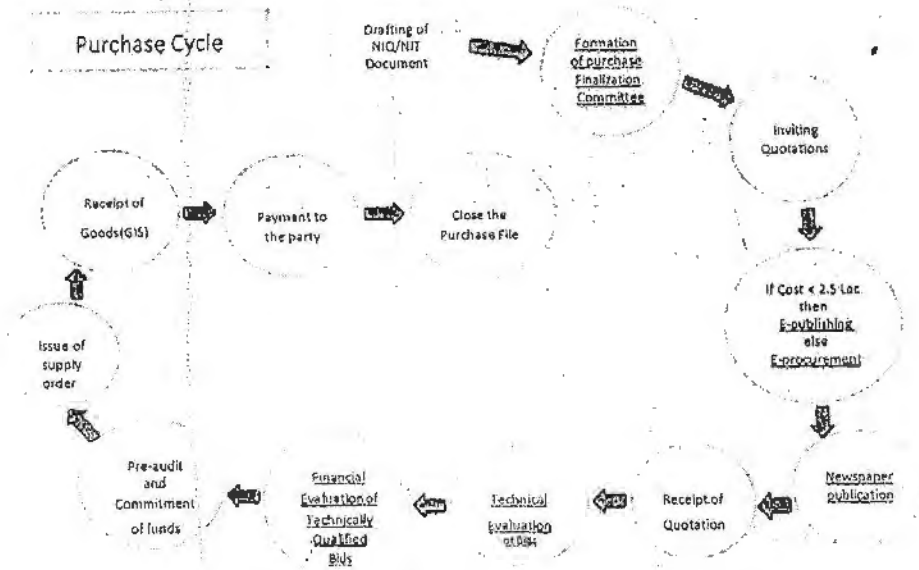 Purchase Cycle
Drafting of
NIQ/NIT
Document
Formation
of purchase
Finalization
Committee
Inviting
Quotations
If Cost < 2.5 Lac
then
E-publishing
else
E-procurement
Newspaper
publication
Receipt of
Quotation
Technical
Evaluation
of Bids
Financial
Evaluation of
Technically
Qualified
Bids
Pre-audit
and
Commitment
of funds
Issue of
supply
order
Receipt of
Goods(GIS)
Payment to
the party
Close the
Purchase File